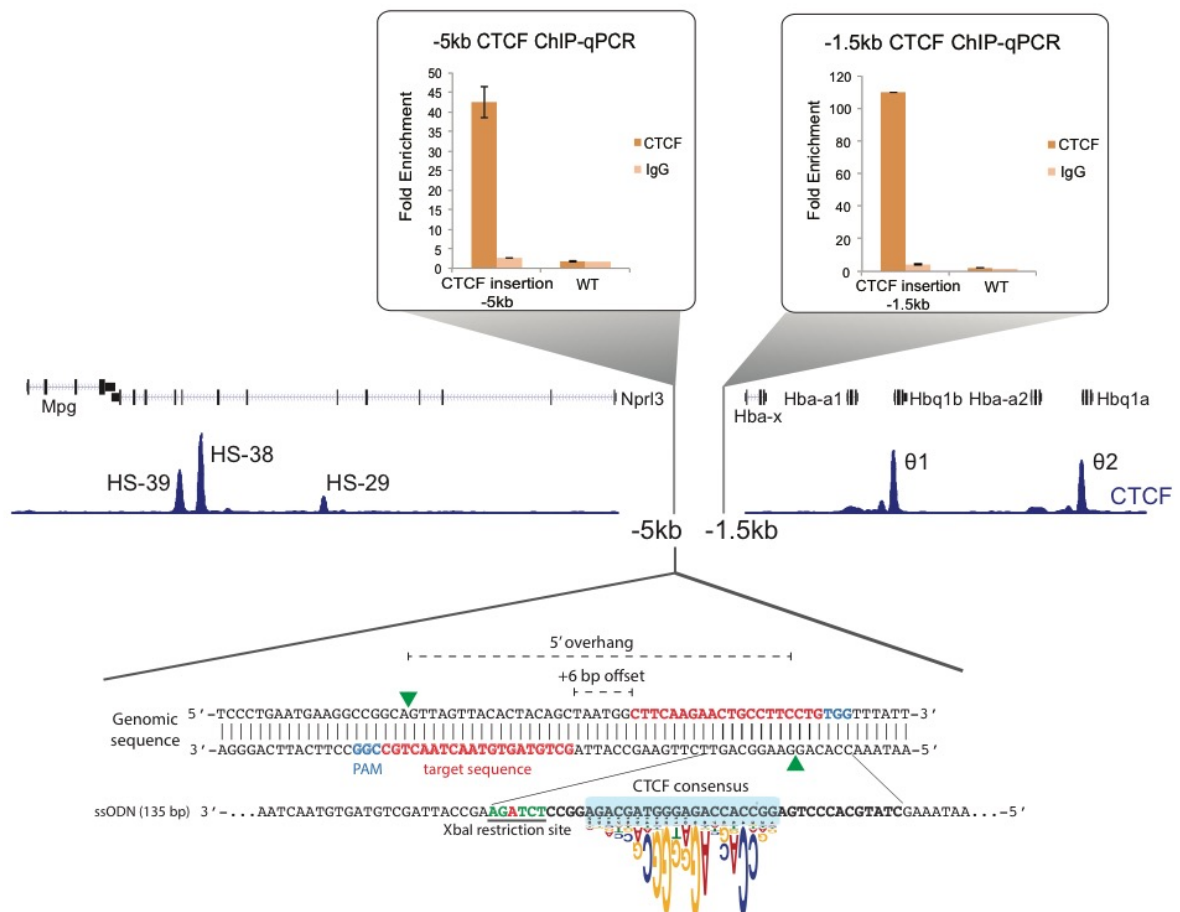 -5kb CTCF ChIP-qPCR
50
45
40
35
30
25
20
15
10
5
0
Fold Enrichment
CTCF
IgG
CTCF insertion
-5kb
WT
-1.5kb CTCF ChIP-qPCR
120
100
80
60
40
20
0
Fold Enrichment
CTCF
IgG
CTCF insertion
-1.5kb
WT
Mpg
Nprl3
Hba-x
Hba-a1
Hbq1b
Hba-a2
Hbq1a
HS-39
HS-38
HS-29
θ1
θ2
CTCF
-5kb
-1.5kb
5' overhang
+6 bp offset
Genomic
sequence
5'-TCCCTGAATGAAGGCCGGCAGTTAGTTACACTACAGCTAATGGCTTCAAGAACTGCCTTCCTGTGGTTTATT-3'
3'-AGGGACTTACTTCCGGCCGTCAATCAATGTGATGTCGATTACCGAAGTTCTTGACGGAAGGACACCAAATAA-5'
PAM
target sequence
CTCF consensus
ssODN (135 bp) 3'-...AATCAATGTGATGTCGATTACCGAAGATCTCCGGAGACGATGGGAGACCACCGGAGTCCCACGTATCGAAATAA...-5'
XbaI restriction site